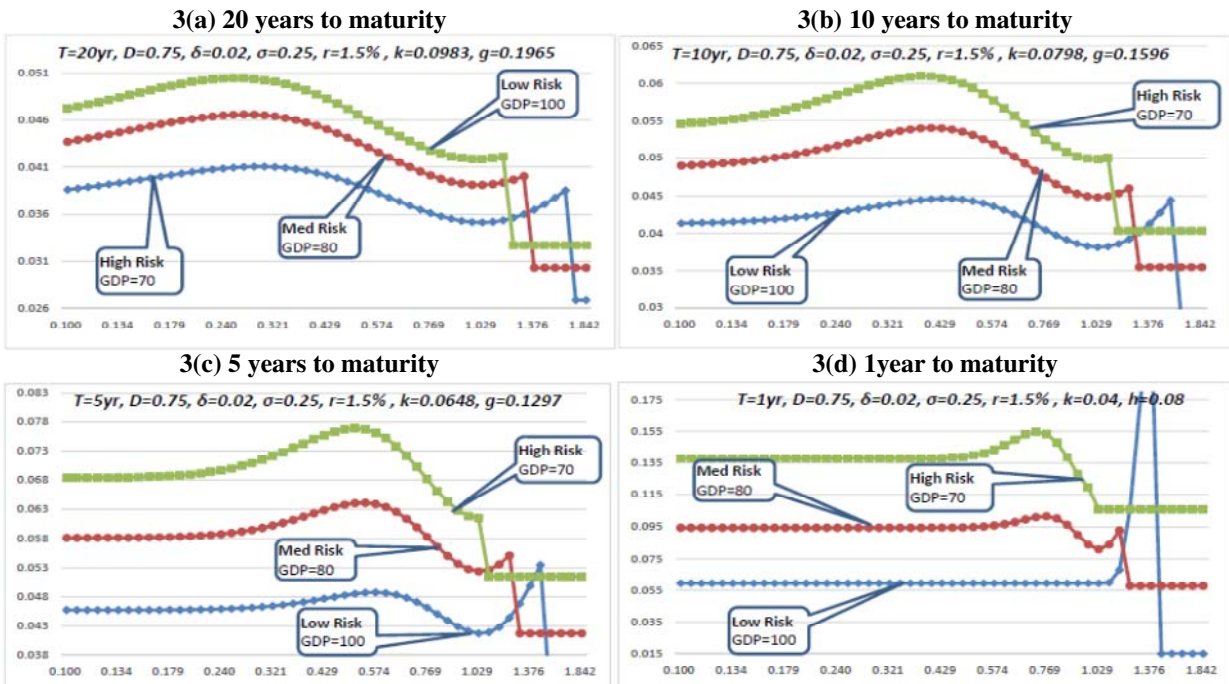 3(a) 20 years to maturity
T=20yr, D=0.75, δ=0.02, σ=0.25, r=1.5% , k=0.0983, g=0.1965
0.051
0.046
0.041
0.036
0.031
0.026
Low Risk
GDP=100
Med Risk
GDP=80
High Risk
GDP=70
0.100 0.134 0.179 0.240 0.321 0.429 0.574 0.769 1.029 1.376 1.842
3(b) 10 years to maturity
T=10yr, D=0.75, δ=0.02, σ=0.25, r=1.5% , k=0.0798, g=0.1596
0.065
0.06
0.055
0.05
0.045
0.04
0.035
0.03
High Risk
GDP=70
Low Risk
GDP=100
Med Risk
GDP=80
0.100 0.134 0.179 0.240 0.321 0.429 0.574 0.769 1.029 1.376 1.842
3(c) 5 years to maturity
T=5yr, D=0.75, δ=0.02, σ=0.25, r=1.5% , k=0.0648, g=0.1297
0.083
0.078
0.073
0.068
0.063
0.058
0.053
0.048
0.043
0.038
High Risk
GDP=70
Med Risk
GDP=80
Low Risk
GDP=100
0.100 0.134 0.179 0.240 0.321 0.429 0.574 0.769 1.029 1.376 1.842
3(d) 1year to maturity
T=1yr, D=0.75, δ=0.02, σ=0.25, r=1.5% , k=0.04, h=0.08
0.175
0.155
0.135
0.115
0.095
0.075
0.055
0.035
0.015
Med Risk
GDP=80
High Risk
GDP=70
Low Risk
GDP=100
0.100 0.134 0.179 0.240 0.321 0.429 0.574 0.769 1.029 1.376 1.842